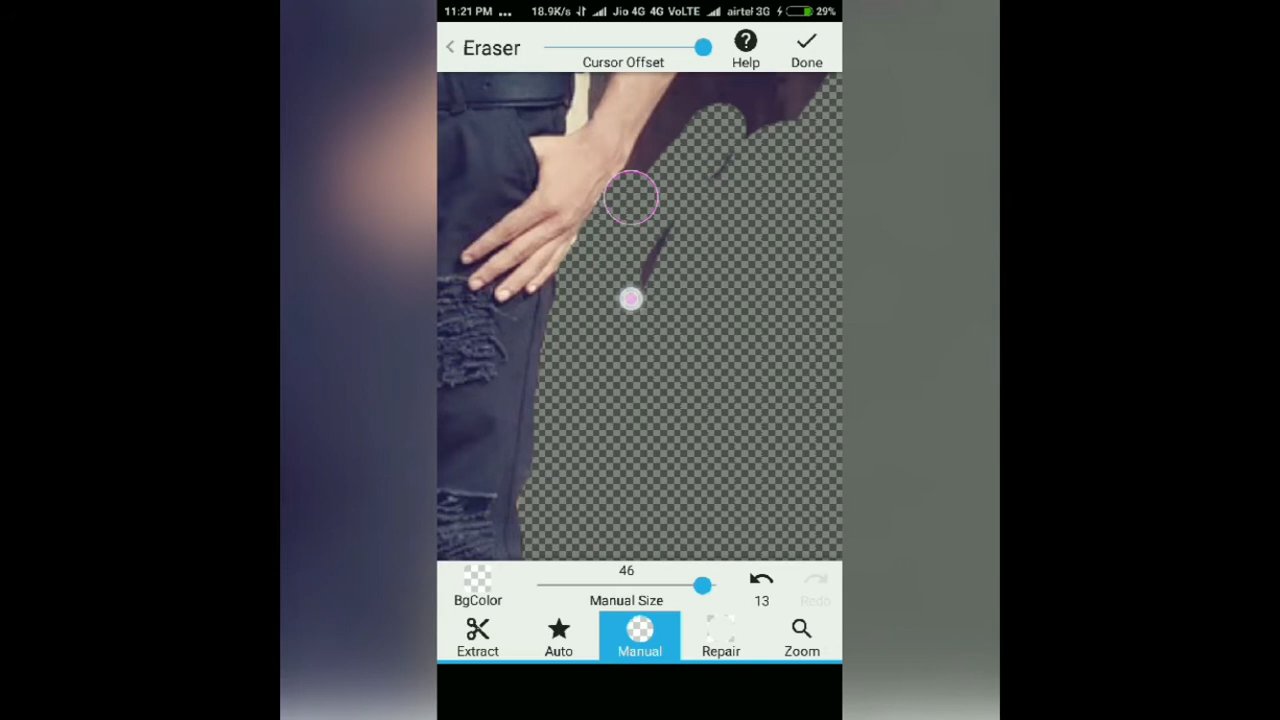 11:21 PM ... 18.9K/s Jio 4G 4G VoLTE airtel 3G 29%
Eraser
Cursor Offset
Help
Done
46
BgColor
Manual Size
13
Redo
Extract
Auto
Manual
Repair
Zoom